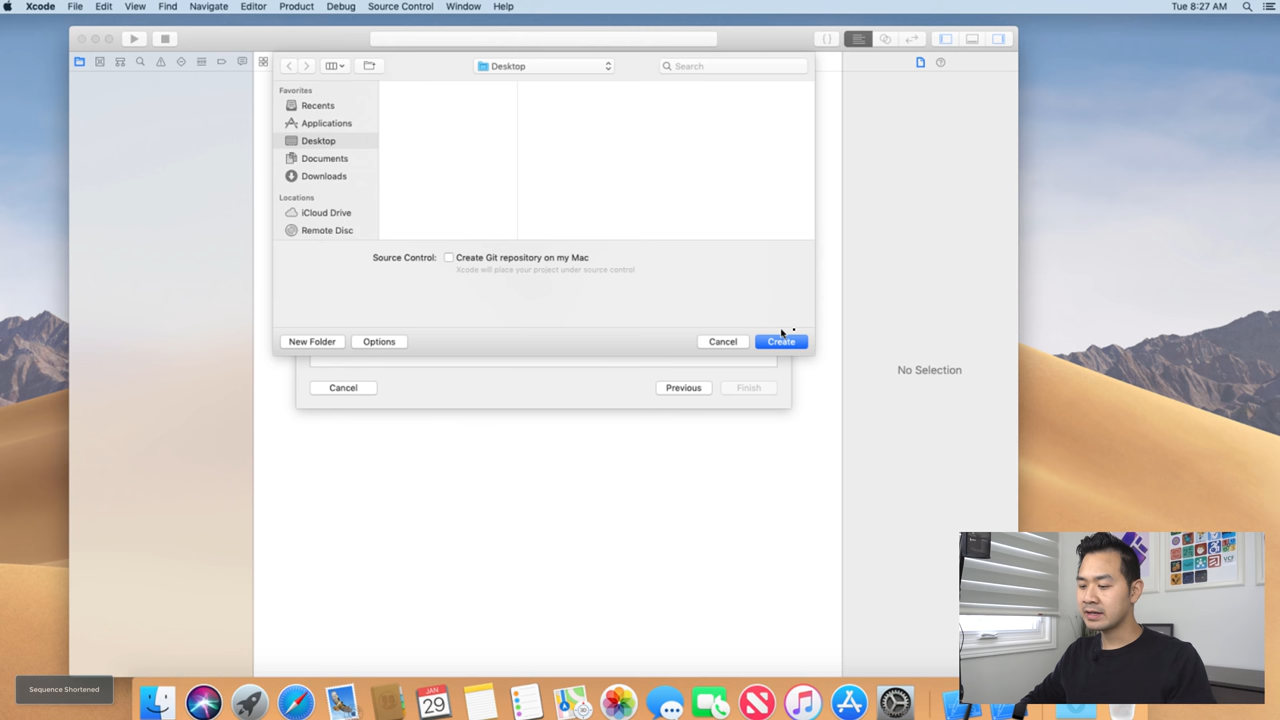 Xcode File Edit View Find Navigate Editor Product Debug Source Control Window Help Tue 8:27 AM
Desktop
Search
Favorites
Recents
Applications
Desktop
Documents
Downloads
Locations
iCloud Drive
Remote Disc
Source Control: Create Git repository on my Mac
Xcode will place your project under source control
New Folder Options Cancel Create
No Selection
Cancel Previous Finish
Sequence Shortened
JAN
29